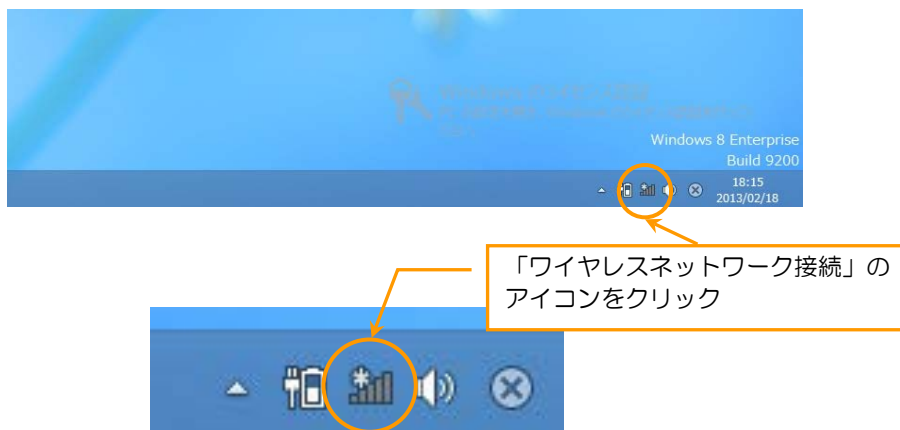 Windows 8 Enterprise
Build 9200
18:15
2013/02/18
「ワイヤレスネットワーク接続」の
アイコンをクリック